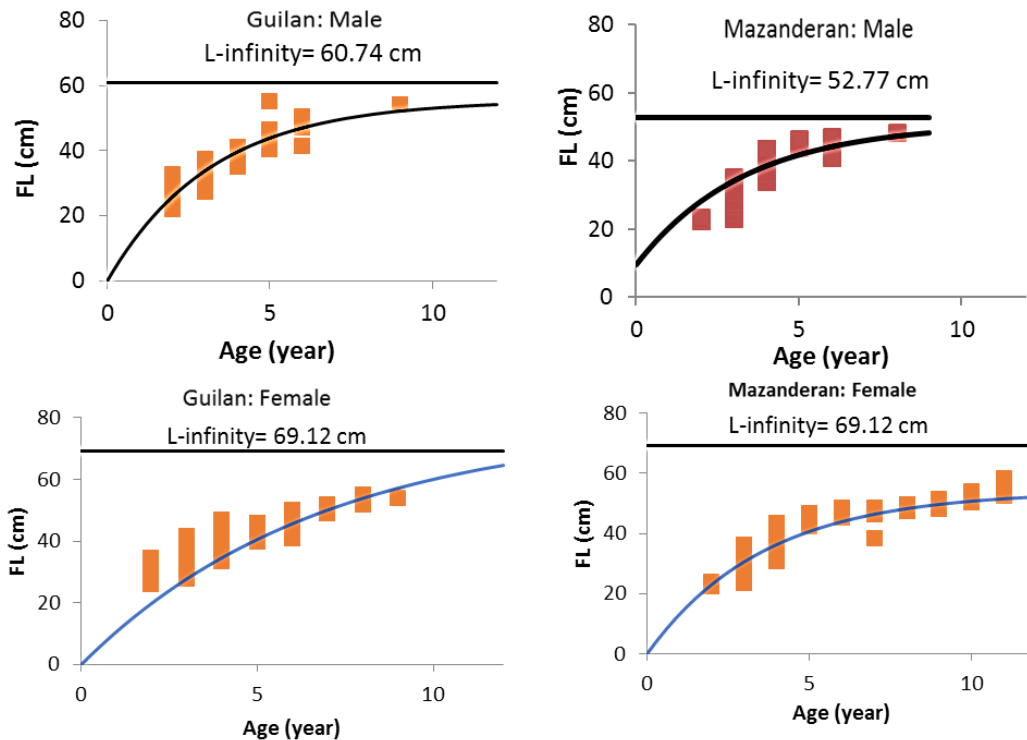 Guilan: Male
L-infinity= 60.74 cm
80
60
40
20
0
FL (cm)
0 5 10
Age (year)
Mazanderan: Male
L-infinity= 52.77 cm
80
60
40
20
0
FL (cm)
0 5 10
Age (year)
Guilan: Female
L-infinity= 69.12 cm
80
60
40
20
0
FL (cm)
0 5 10
Age (year)
Mazanderan: Female
L-infinity= 69.12 cm
80
60
40
20
0
FL (cm)
0 5 10
Age (year)